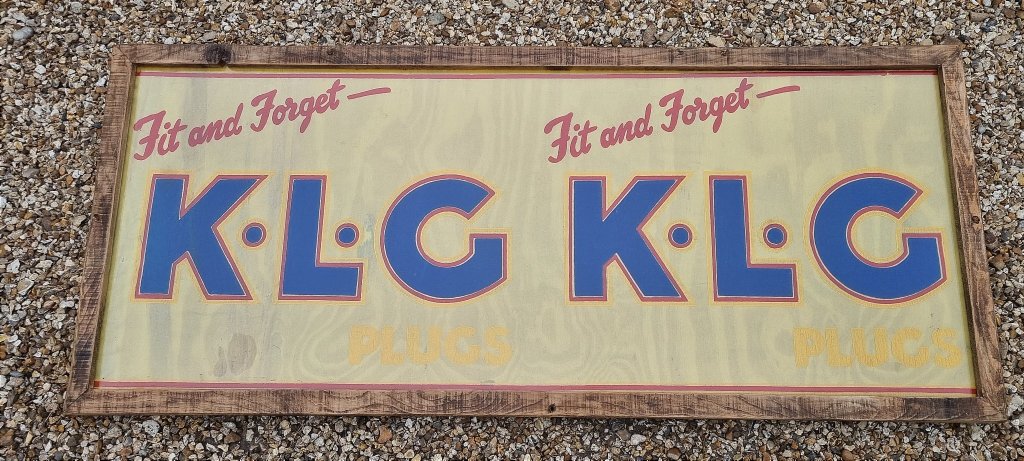 Fit and Forget — Fit and Forget —
K·L·G K·L·G
PLUGS PLUGS